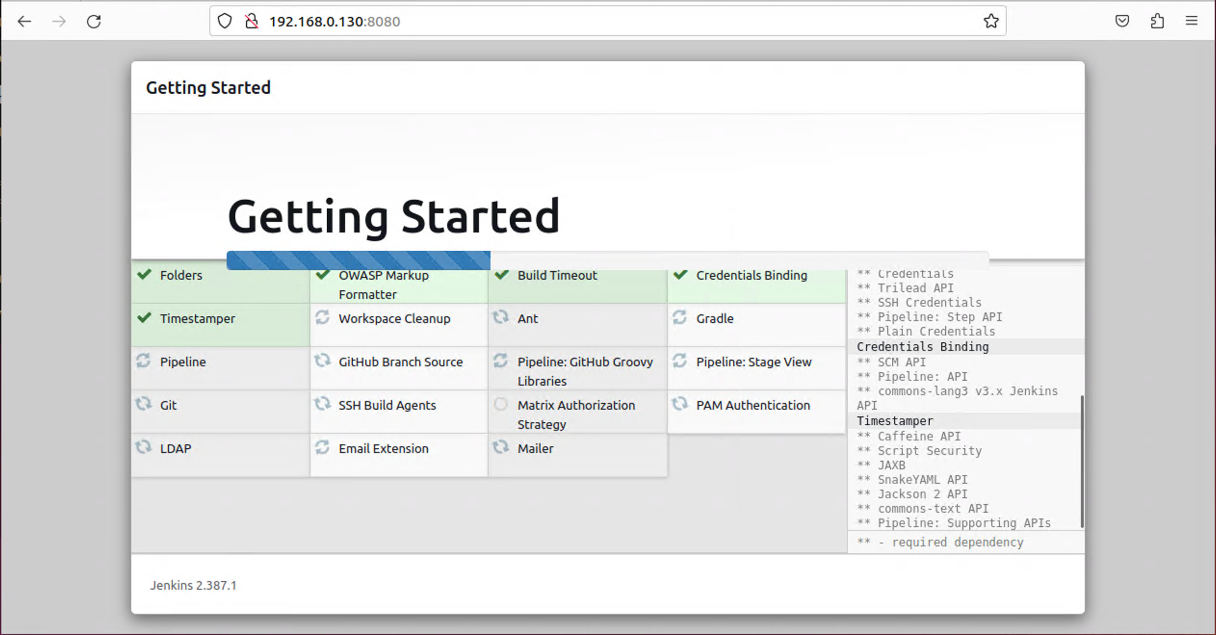 192.168.0.130:8080
Getting Started
Getting Started
Folders
OWASP Markup
Formatter
Build Timeout
Credentials Binding
Timestamper
Workspace Cleanup
Ant
Gradle
Pipeline
GitHub Branch Source
Pipeline: GitHub Groovy
Libraries
Pipeline: Stage View
Git
SSH Build Agents
Matrix Authorization
Strategy
PAM Authentication
LDAP
Email Extension
Mailer
** Credentials
** Trilead API
** SSH Credentials
** Pipeline: Step API
** Plain Credentials
Credentials Binding
** SCM API
** Pipeline: API
** commons-lang3 v3.x Jenkins
API
Timestamper
** Caffeine API
** Script Security
** JAXB
** SnakeYAML API
** Jackson 2 API
** commons-text API
** Pipeline: Supporting APIs
** - required dependency
Jenkins 2.387.1